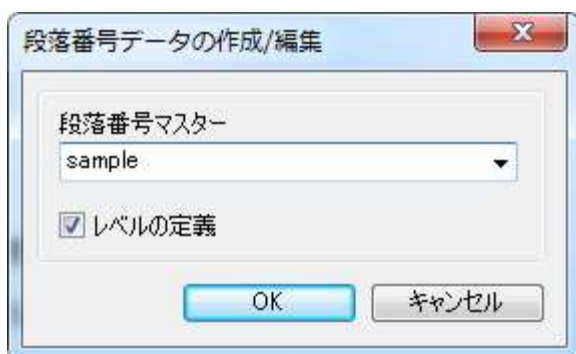 段落番号データの作成/編集
段落番号マスター
sample
レベルの定義
OK
キャンセル